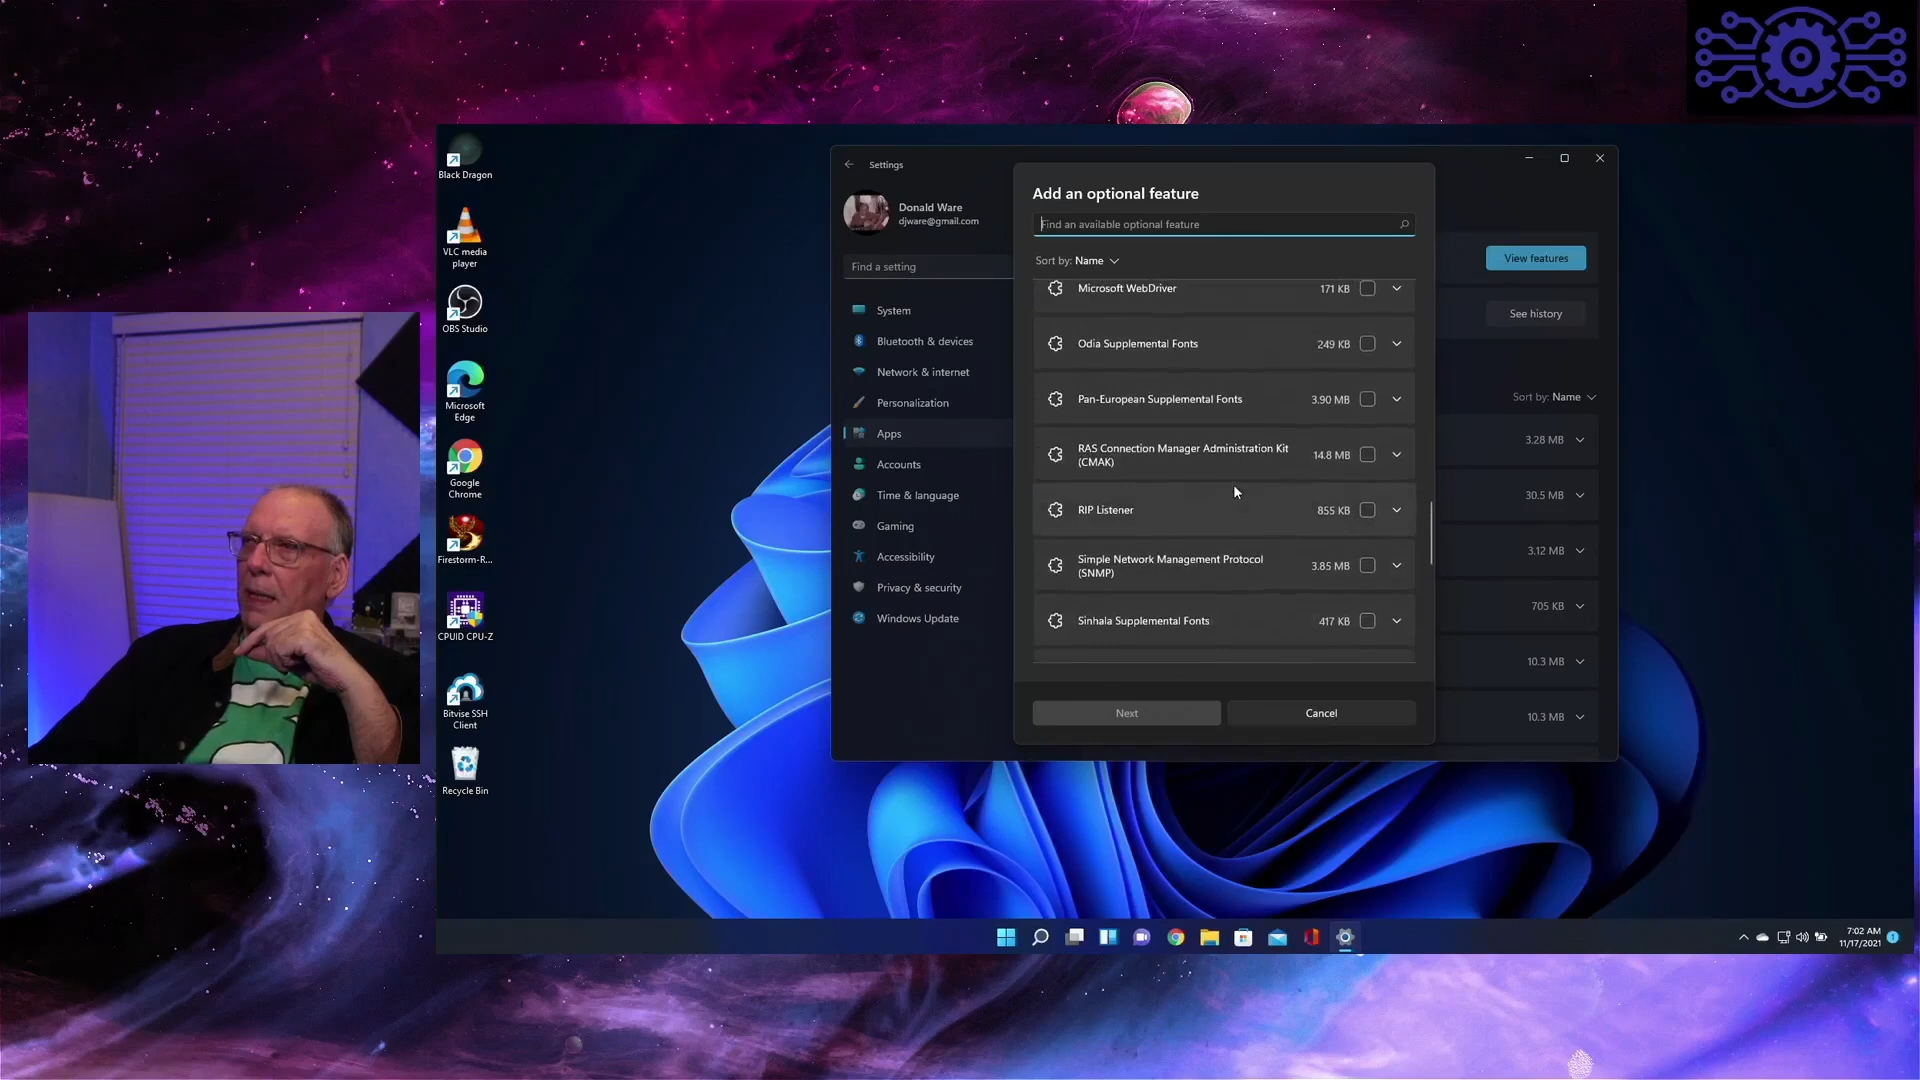 Black Dragon
VLC media
player
OBS Studio
Microsoft
Edge
Google
Chrome
Firestorm-R...
CPUID CPU-Z
Bitvise SSH
Client
Recycle Bin
Settings
Donald Ware
djware@gmail.com
Find a setting
System
Bluetooth & devices
Network & internet
Personalization
Apps
Accounts
Time & language
Gaming
Accessibility
Privacy & security
Windows Update
Add an optional feature
Find an available optional feature
Sort by: Name
Microsoft WebDriver 171 KB
Odia Supplemental Fonts 249 KB
Pan-European Supplemental Fonts 3.90 MB
RAS Connection Manager Administration Kit
(CMAK) 14.8 MB
RIP Listener 855 KB
Simple Network Management Protocol
(SNMP) 3.85 MB
Sinhala Supplemental Fonts 417 KB
Next Cancel
View features
See history
Sort by: Name
3.28 MB
30.5 MB
3.12 MB
705 KB
10.3 MB
10.3 MB
7:02 AM
11/17/2021
1